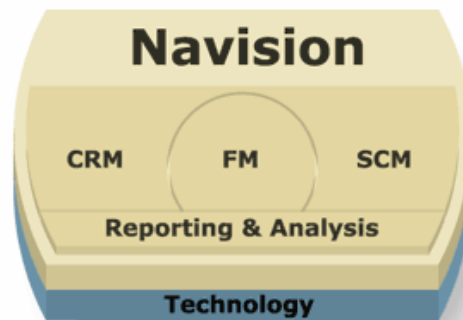 Navision
CRM FM SCM
Reporting & Analysis
Technology